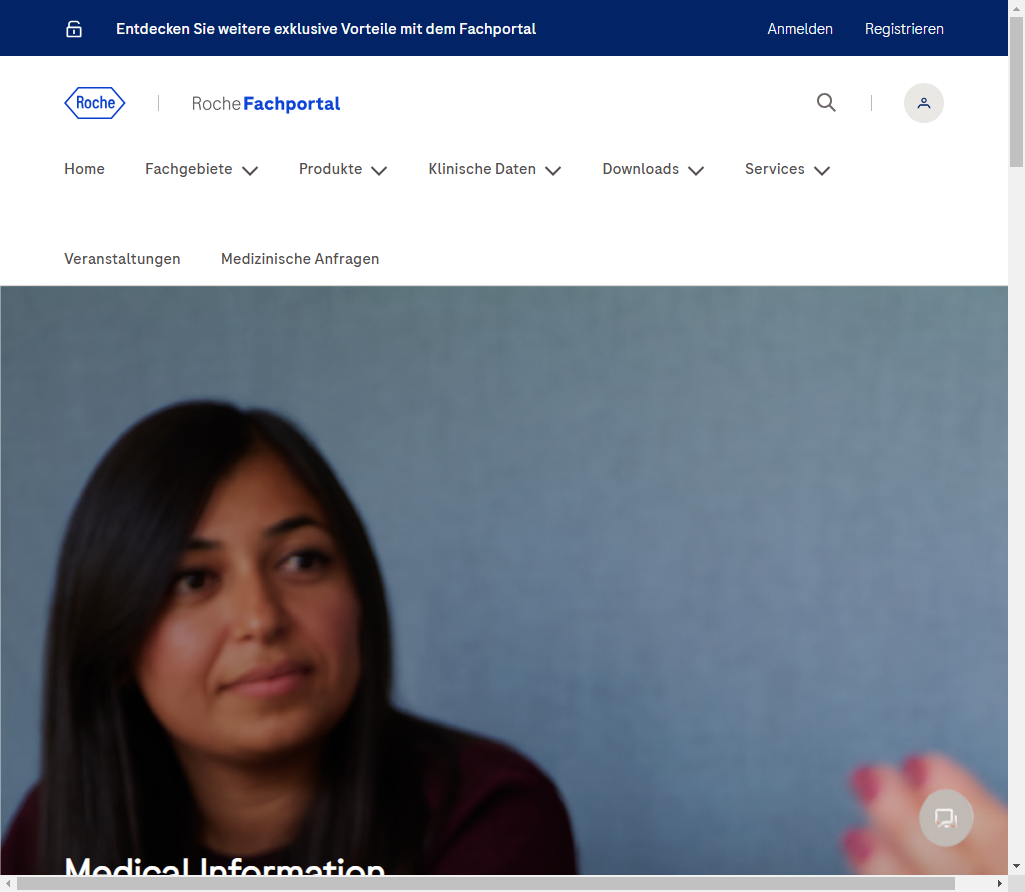 Entdecken Sie weitere exklusive Vorteile mit dem Fachportal
Anmelden
Registrieren
Roche
Roche Fachportal
Home
Fachgebiete
Produkte
Klinische Daten
Downloads
Services
Veranstaltungen
Medizinische Anfragen
Medical Information